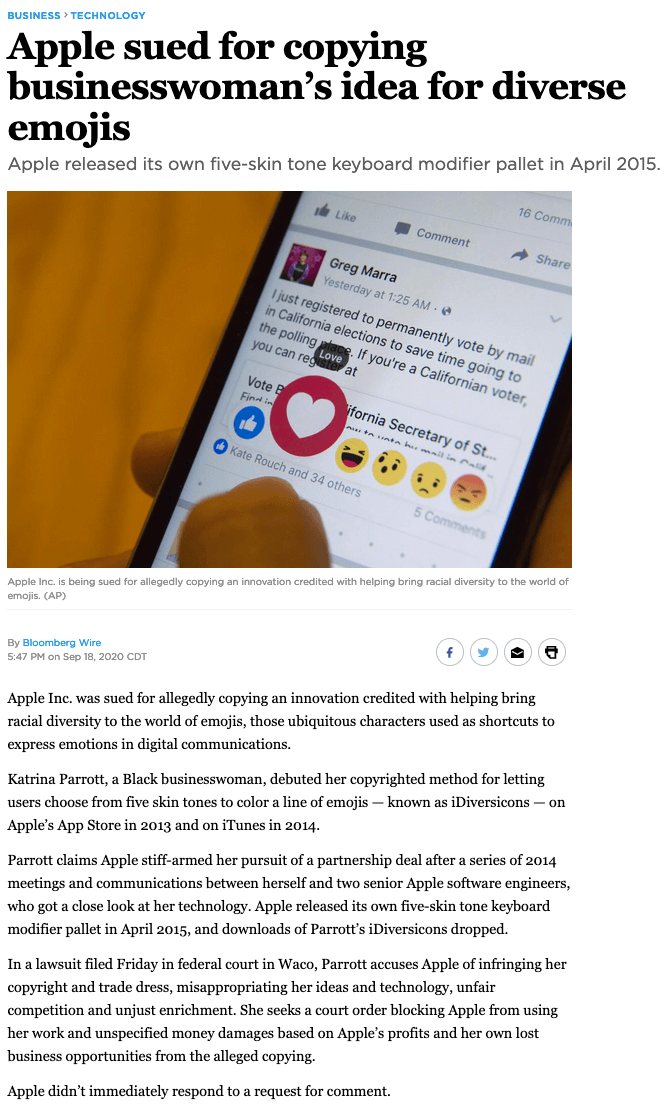 BUSINESS › TECHNOLOGY
Apple sued for copying
businesswoman’s idea for diverse
emojis
Apple released its own five-skin tone keyboard modifier pallet in April 2015.
16 Comm
Like
Comment
Share
Greg Marra
Yesterday at 1:25 AM ·
I just registered to permanently vote by mail
in California elections to save time going to
the polling place. If you're a Californian voter,
you can register at
Love
Vote B
ifornia Secretary of St...
Find in
ow to vote by mail in Calif
Kate Rouch and 34 others
5 Comments
Apple Inc. is being sued for allegedly copying an innovation credited with helping bring racial diversity to the world of
emojis. (AP)
By Bloomberg Wire
5:47 PM on Sep 18, 2020 CDT
Apple Inc. was sued for allegedly copying an innovation credited with helping bring
racial diversity to the world of emojis, those ubiquitous characters used as shortcuts to
express emotions in digital communications.
Katrina Parrott, a Black businesswoman, debuted her copyrighted method for letting
users choose from five skin tones to color a line of emojis — known as iDiversicons — on
Apple’s App Store in 2013 and on iTunes in 2014.
Parrott claims Apple stiff-armed her pursuit of a partnership deal after a series of 2014
meetings and communications between herself and two senior Apple software engineers,
who got a close look at her technology. Apple released its own five-skin tone keyboard
modifier pallet in April 2015, and downloads of Parrott’s iDiversicons dropped.
In a lawsuit filed Friday in federal court in Waco, Parrott accuses Apple of infringing her
copyright and trade dress, misappropriating her ideas and technology, unfair
competition and unjust enrichment. She seeks a court order blocking Apple from using
her work and unspecified money damages based on Apple’s profits and her own lost
business opportunities from the alleged copying.
Apple didn’t immediately respond to a request for comment.